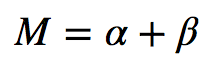 M = α + β